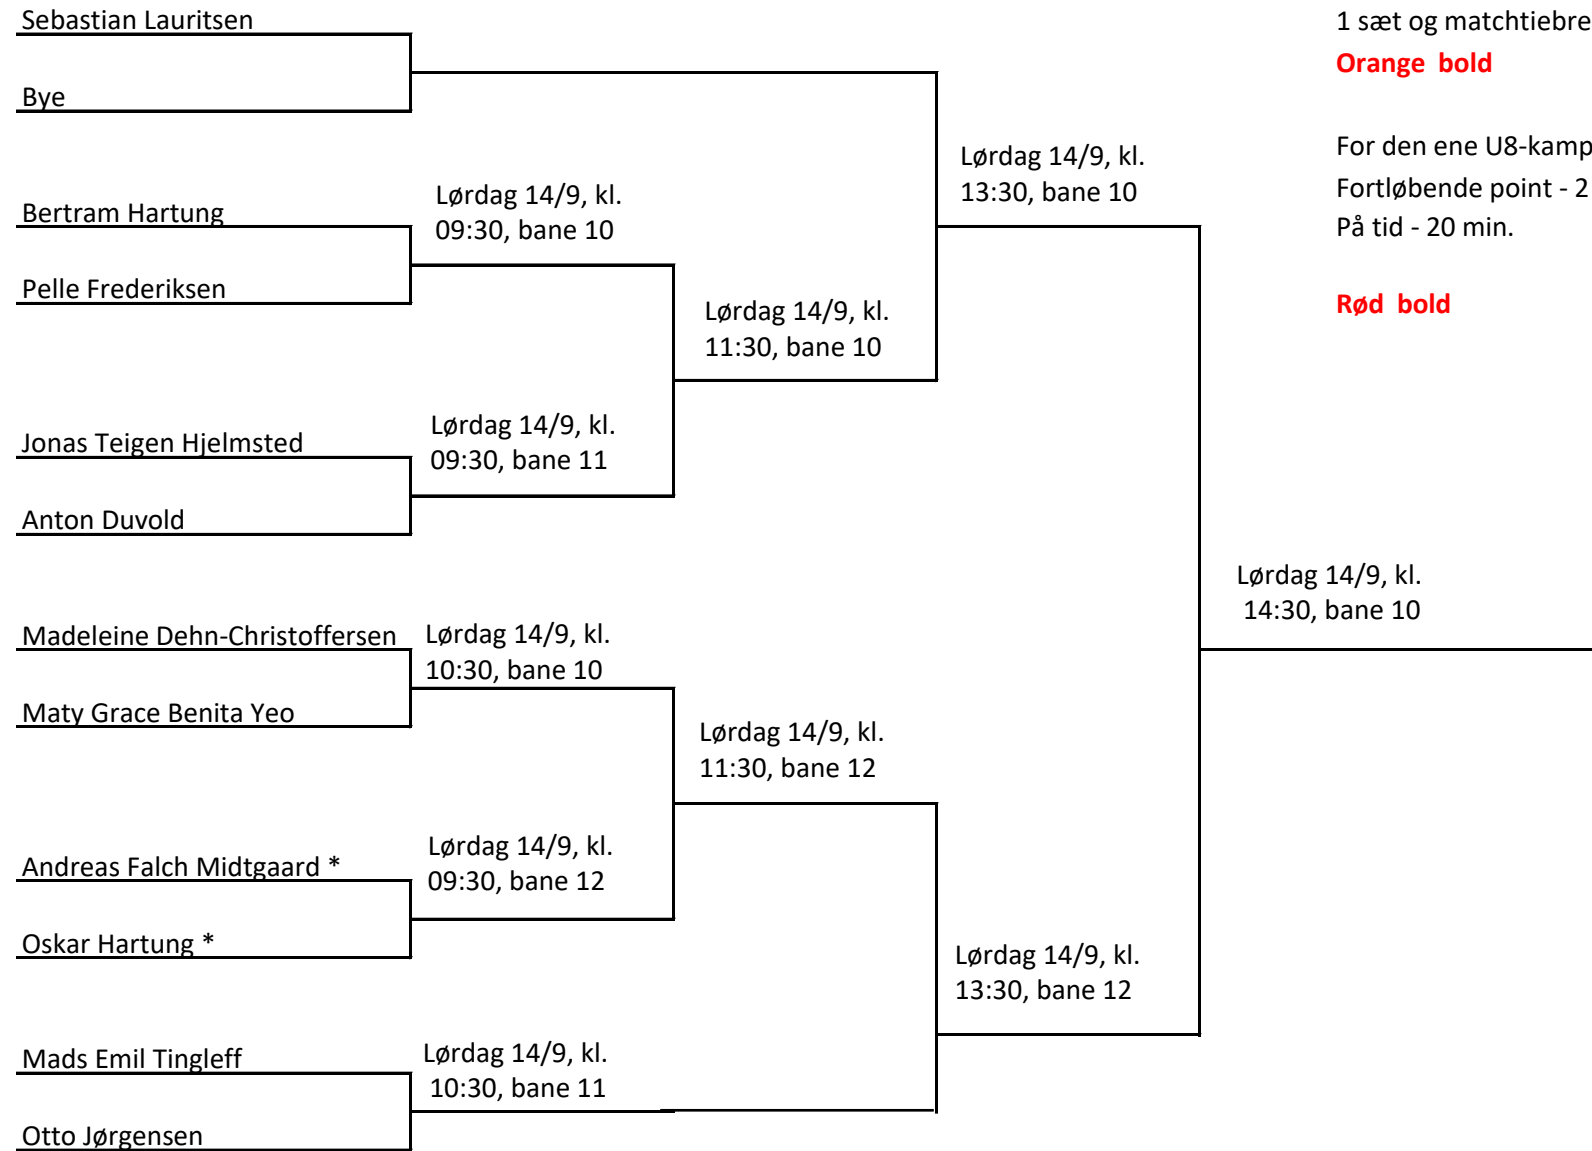 Sebastian Lauritsen
Bye
Bertram Hartung
Pelle Frederiksen
Jonas Teigen Hjelmsted
Anton Duvold
Madeleine Dehn-Christoffersen
Maty Grace Benita Yeo
Andreas Falch Midtgaard *
Oskar Hartung *
Mads Emil Tingleff
Otto Jørgensen
Lørdag 14/9, kl.
09:30, bane 10
Lørdag 14/9, kl.
09:30, bane 11
Lørdag 14/9, kl.
10:30, bane 10
Lørdag 14/9, kl.
09:30, bane 12
Lørdag 14/9, kl.
10:30, bane 11
Lørdag 14/9, kl.
11:30, bane 10
Lørdag 14/9, kl.
11:30, bane 12
Lørdag 14/9, kl.
13:30, bane 10
Lørdag 14/9, kl.
13:30, bane 12
Lørdag 14/9, kl.
14:30, bane 10
1 sæt og matchtiebre
Orange bold
For den ene U8-kamp
Fortløbende point - 2
På tid - 20 min.
Rød bold